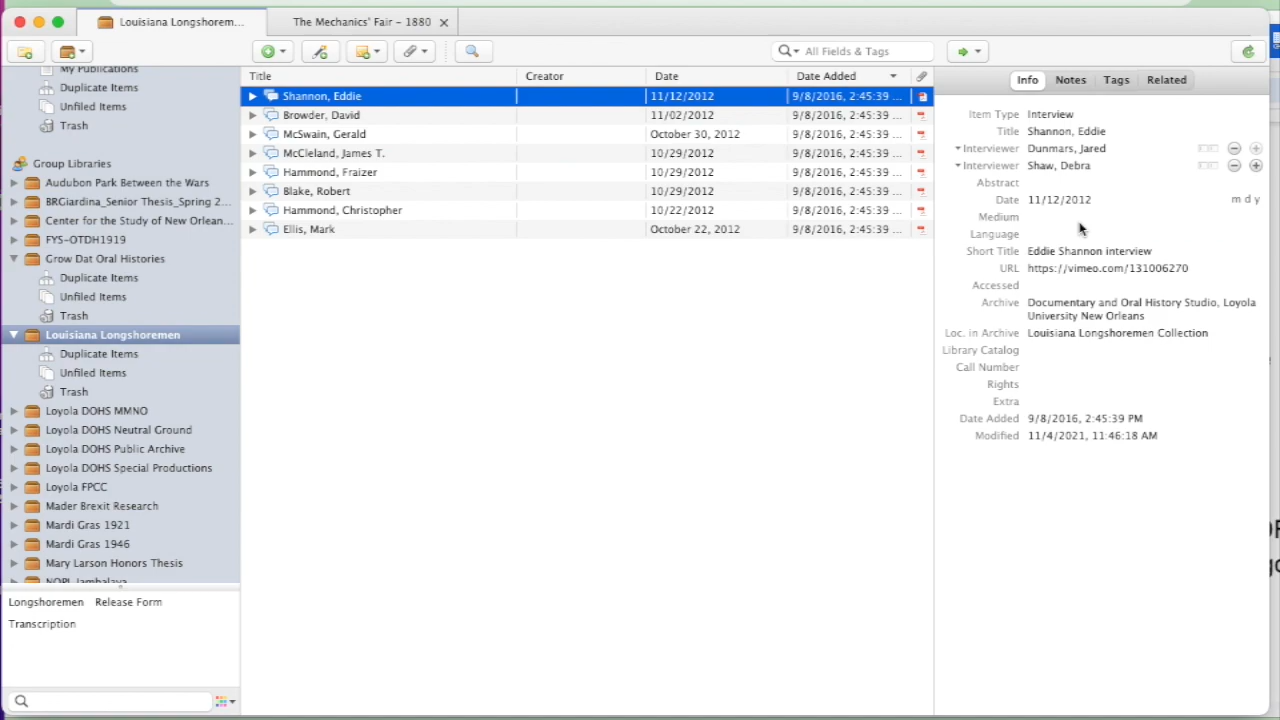 Louisiana Longshorem...
The Mechanics' Fair – 1880
All Fields & Tags
My Publications
Duplicate Items
Unfiled Items
Trash
Group Libraries
Audubon Park Between the Wars
BRGiardina_Senior Thesis_Spring 2...
Center for the Study of New Orlean...
FYS-OTDH1919
Grow Dat Oral Histories
Duplicate Items
Unfiled Items
Trash
Louisiana Longshoremen
Duplicate Items
Unfiled Items
Trash
Loyola DOHS MMNO
Loyola DOHS Neutral Ground
Loyola DOHS Public Archive
Loyola DOHS Special Productions
Loyola FPCC
Mader Brexit Research
Mardi Gras 1921
Mardi Gras 1946
Mary Larson Honors Thesis
NOPL Jambalaya
Longshoremen Release Form
Transcription
Title Creator Date Date Added
Shannon, Eddie 11/12/2012 9/8/2016, 2:45:39 ...
Browder, David 11/02/2012 9/8/2016, 2:45:39 ...
McSwain, Gerald October 30, 2012 9/8/2016, 2:45:39 ...
McCleland, James T. 10/29/2012 9/8/2016, 2:45:39 ...
Hammond, Fraizer 10/29/2012 9/8/2016, 2:45:39 ...
Blake, Robert 10/29/2012 9/8/2016, 2:45:39 ...
Hammond, Christopher 10/22/2012 9/8/2016, 2:45:39 ...
Ellis, Mark October 22, 2012 9/8/2016, 2:45:39 ...
Info Notes Tags Related
Item Type Interview
Title Shannon, Eddie
Interviewer Dunmars, Jared
Interviewer Shaw, Debra
Abstract
Date 11/12/2012 m d y
Medium
Language
Short Title Eddie Shannon interview
URL https://vimeo.com/131006270
Accessed
Archive Documentary and Oral History Studio, Loyola
University New Orleans
Loc. in Archive Louisiana Longshoremen Collection
Library Catalog
Call Number
Rights
Extra
Date Added 9/8/2016, 2:45:39 PM
Modified 11/4/2021, 11:46:18 AM